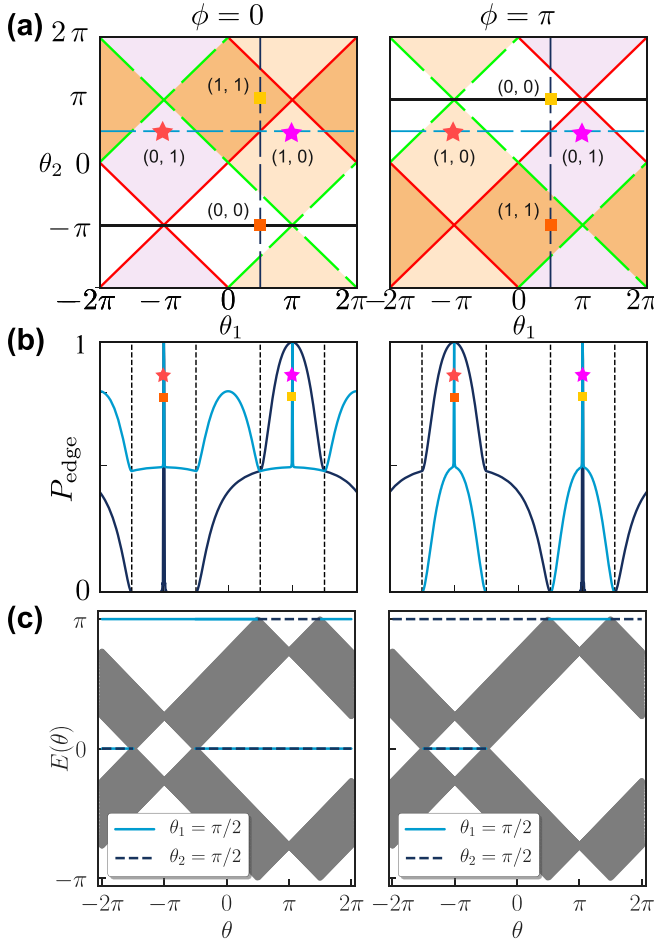 (a)
ϕ = 0
ϕ = π
2π
π
θ₂ 0
−π
−2π
(1, 1)
(0, 1)
(1, 0)
(0, 0)
(0, 0)
(1, 0)
(0, 1)
(1, 1)
−2π −π 0 π 2π
−2π −π 0 π 2π
θ₁
θ₁
(b)
1
P_edge
0
(c)
π
E(θ)
0
−π
θ₁ = π/2
θ₂ = π/2
θ₁ = π/2
θ₂ = π/2
−2π −π 0 π 2π
−2π −π 0 π 2π
θ
θ